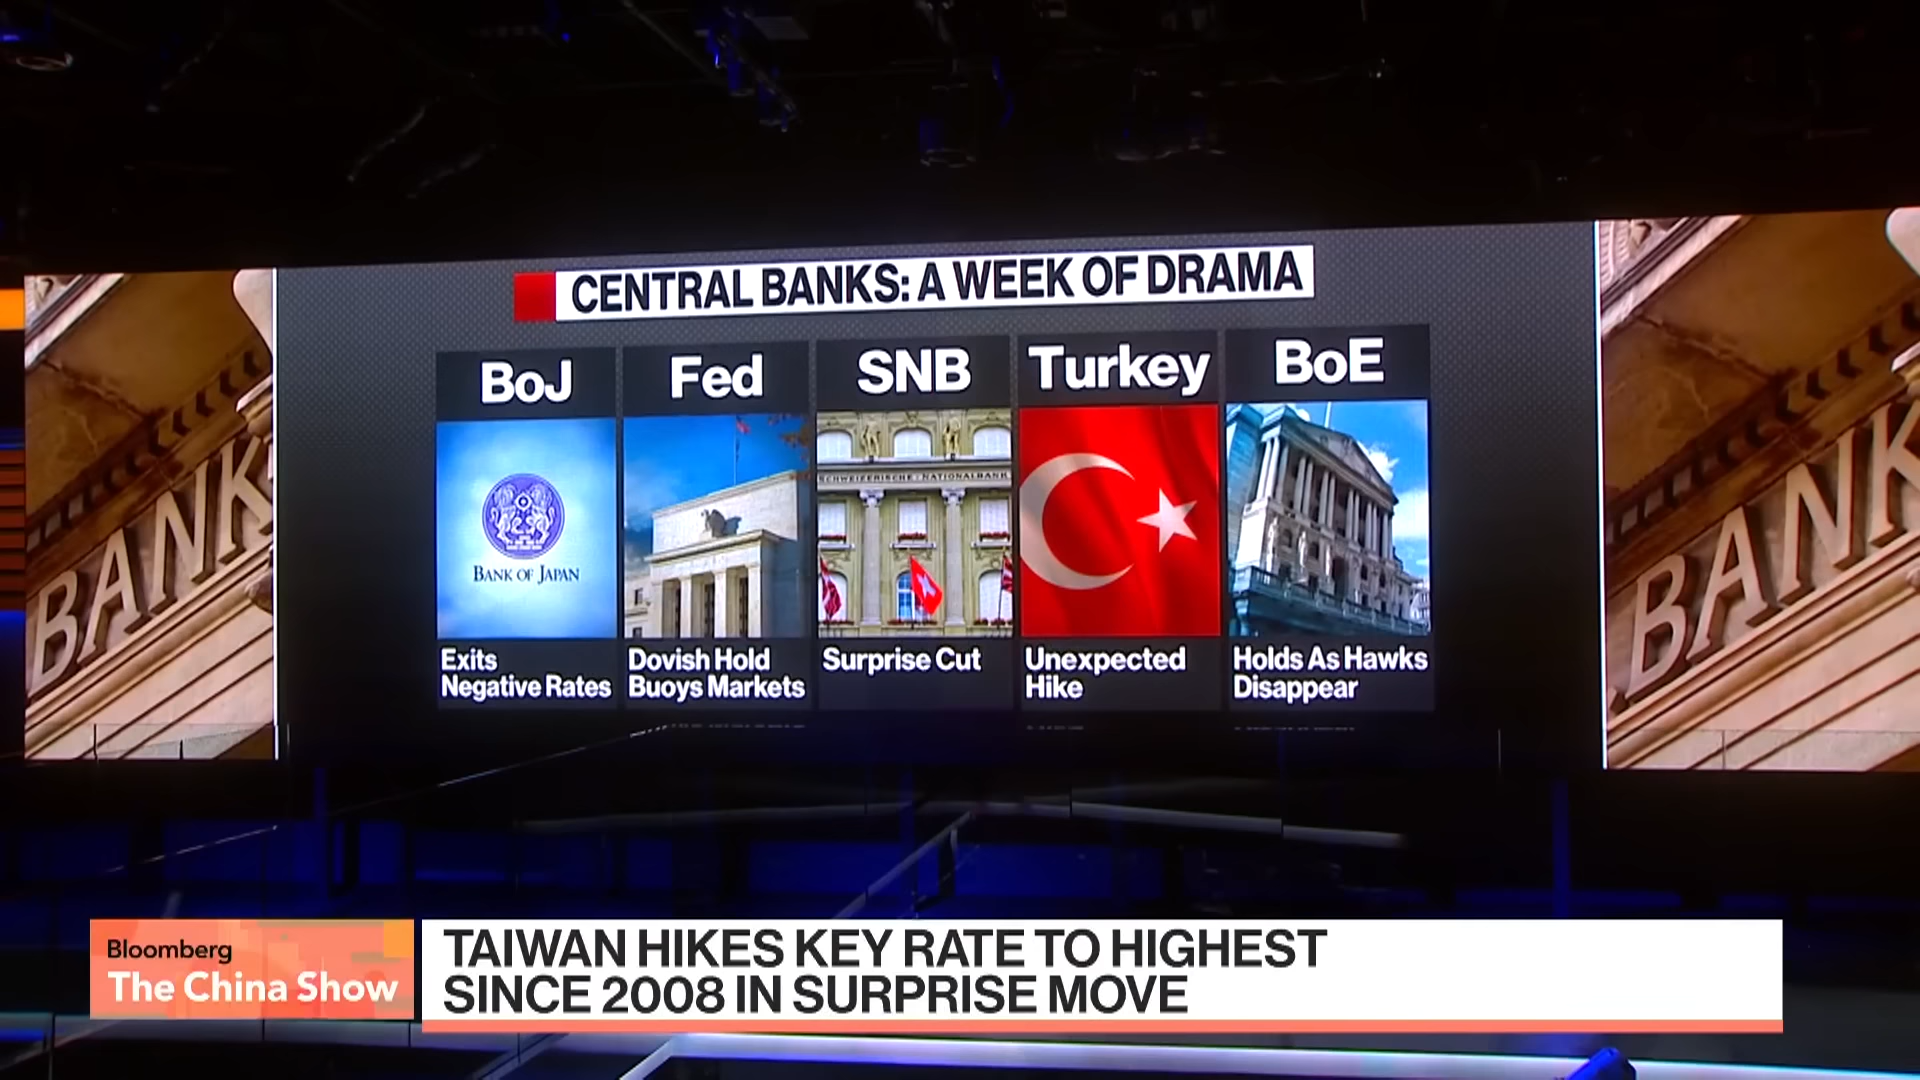 CENTRAL BANKS: A WEEK OF DRAMA
BoJ
Fed
SNB
Turkey
BoE
BANK OF JAPAN
SCHWEIZERISCHE NATIONALBANK
Exits
Negative Rates
Dovish Hold
Buoys Markets
Surprise Cut
Unexpected
Hike
Holds As Hawks
Disappear
BANK
BANK
Bloomberg
The China Show
TAIWAN HIKES KEY RATE TO HIGHEST
SINCE 2008 IN SURPRISE MOVE